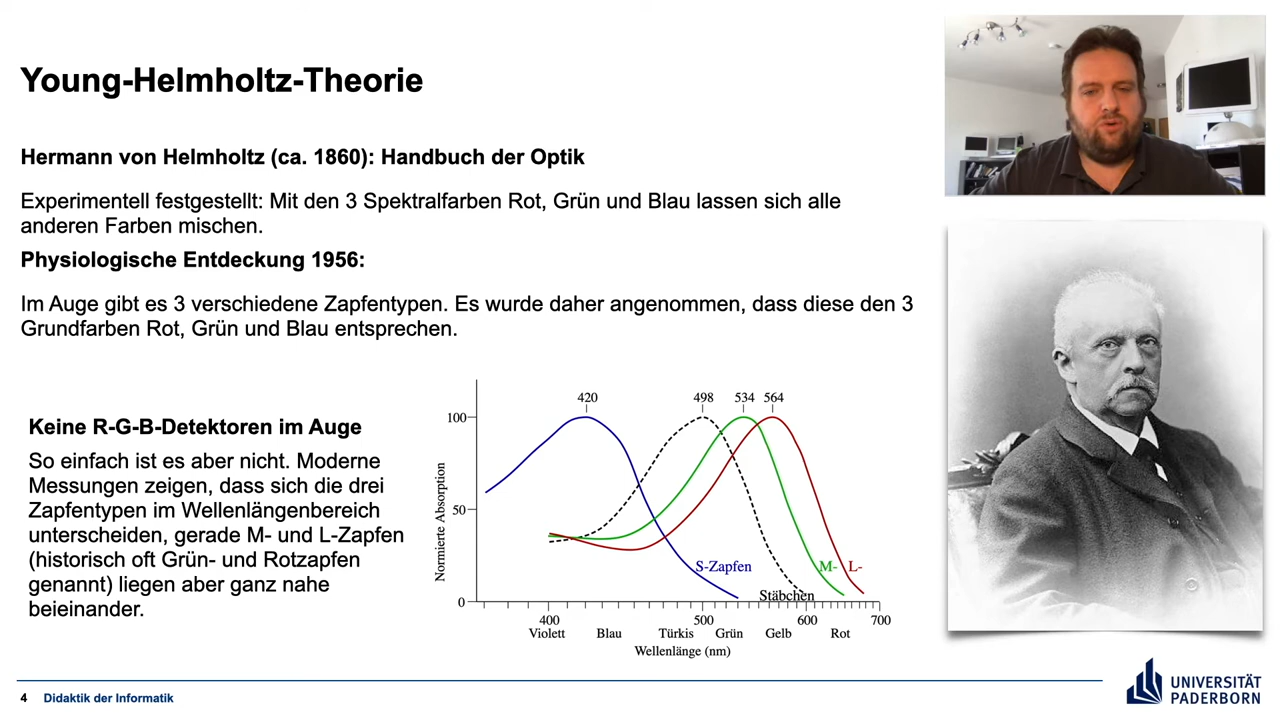 Young-Helmholtz-Theorie
Hermann von Helmholtz (ca. 1860): Handbuch der Optik
Experimentell festgestellt: Mit den 3 Spektralfarben Rot, Grün und Blau lassen sich alle
anderen Farben mischen.
Physiologische Entdeckung 1956:
Im Auge gibt es 3 verschiedene Zapfentypen. Es wurde daher angenommen, dass diese den 3
Grundfarben Rot, Grün und Blau entsprechen.
Keine R-G-B-Detektoren im Auge
So einfach ist es aber nicht. Moderne
Messungen zeigen, dass sich die drei
Zapfentypen im Wellenlängenbereich
unterscheiden, gerade M- und L-Zapfen
(historisch oft Grün- und Rotzapfen
genannt) liegen aber ganz nahe
beieinander.
420 498 534 564
100
50
0
Normierte Absorption
S-Zapfen
Stäbchen
M- L-
400 500 600 700
Violett Blau Türkis Grün Gelb Rot
Wellenlänge (nm)
4 Didaktik der Informatik
UNIVERSITÄT
PADERBORN